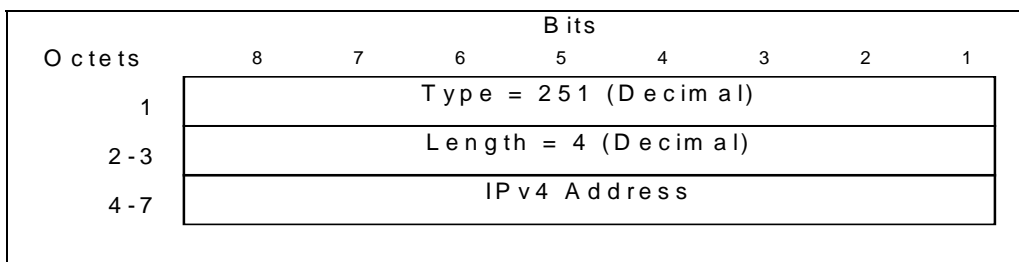 Bits
Octets 8 7 6 5 4 3 2 1
1 Type = 251 (Decimal)
2-3 Length = 4 (Decimal)
4-7 IPv4 Address